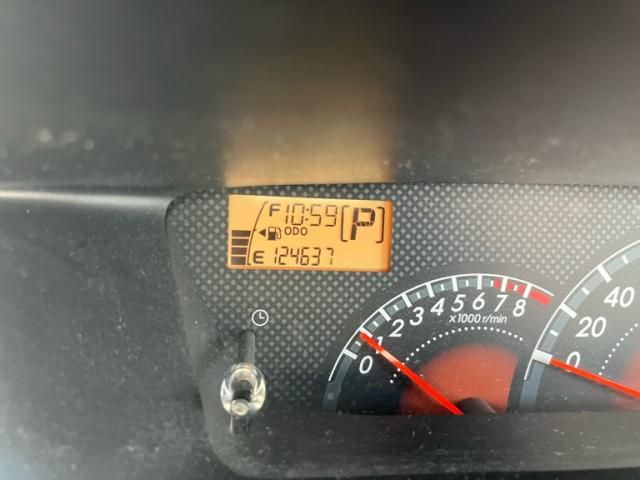 F 10:59 [P]
ODO
E 124637
0 1 2 3 4 5 6 7 8
x1000 r/min
0 20 40